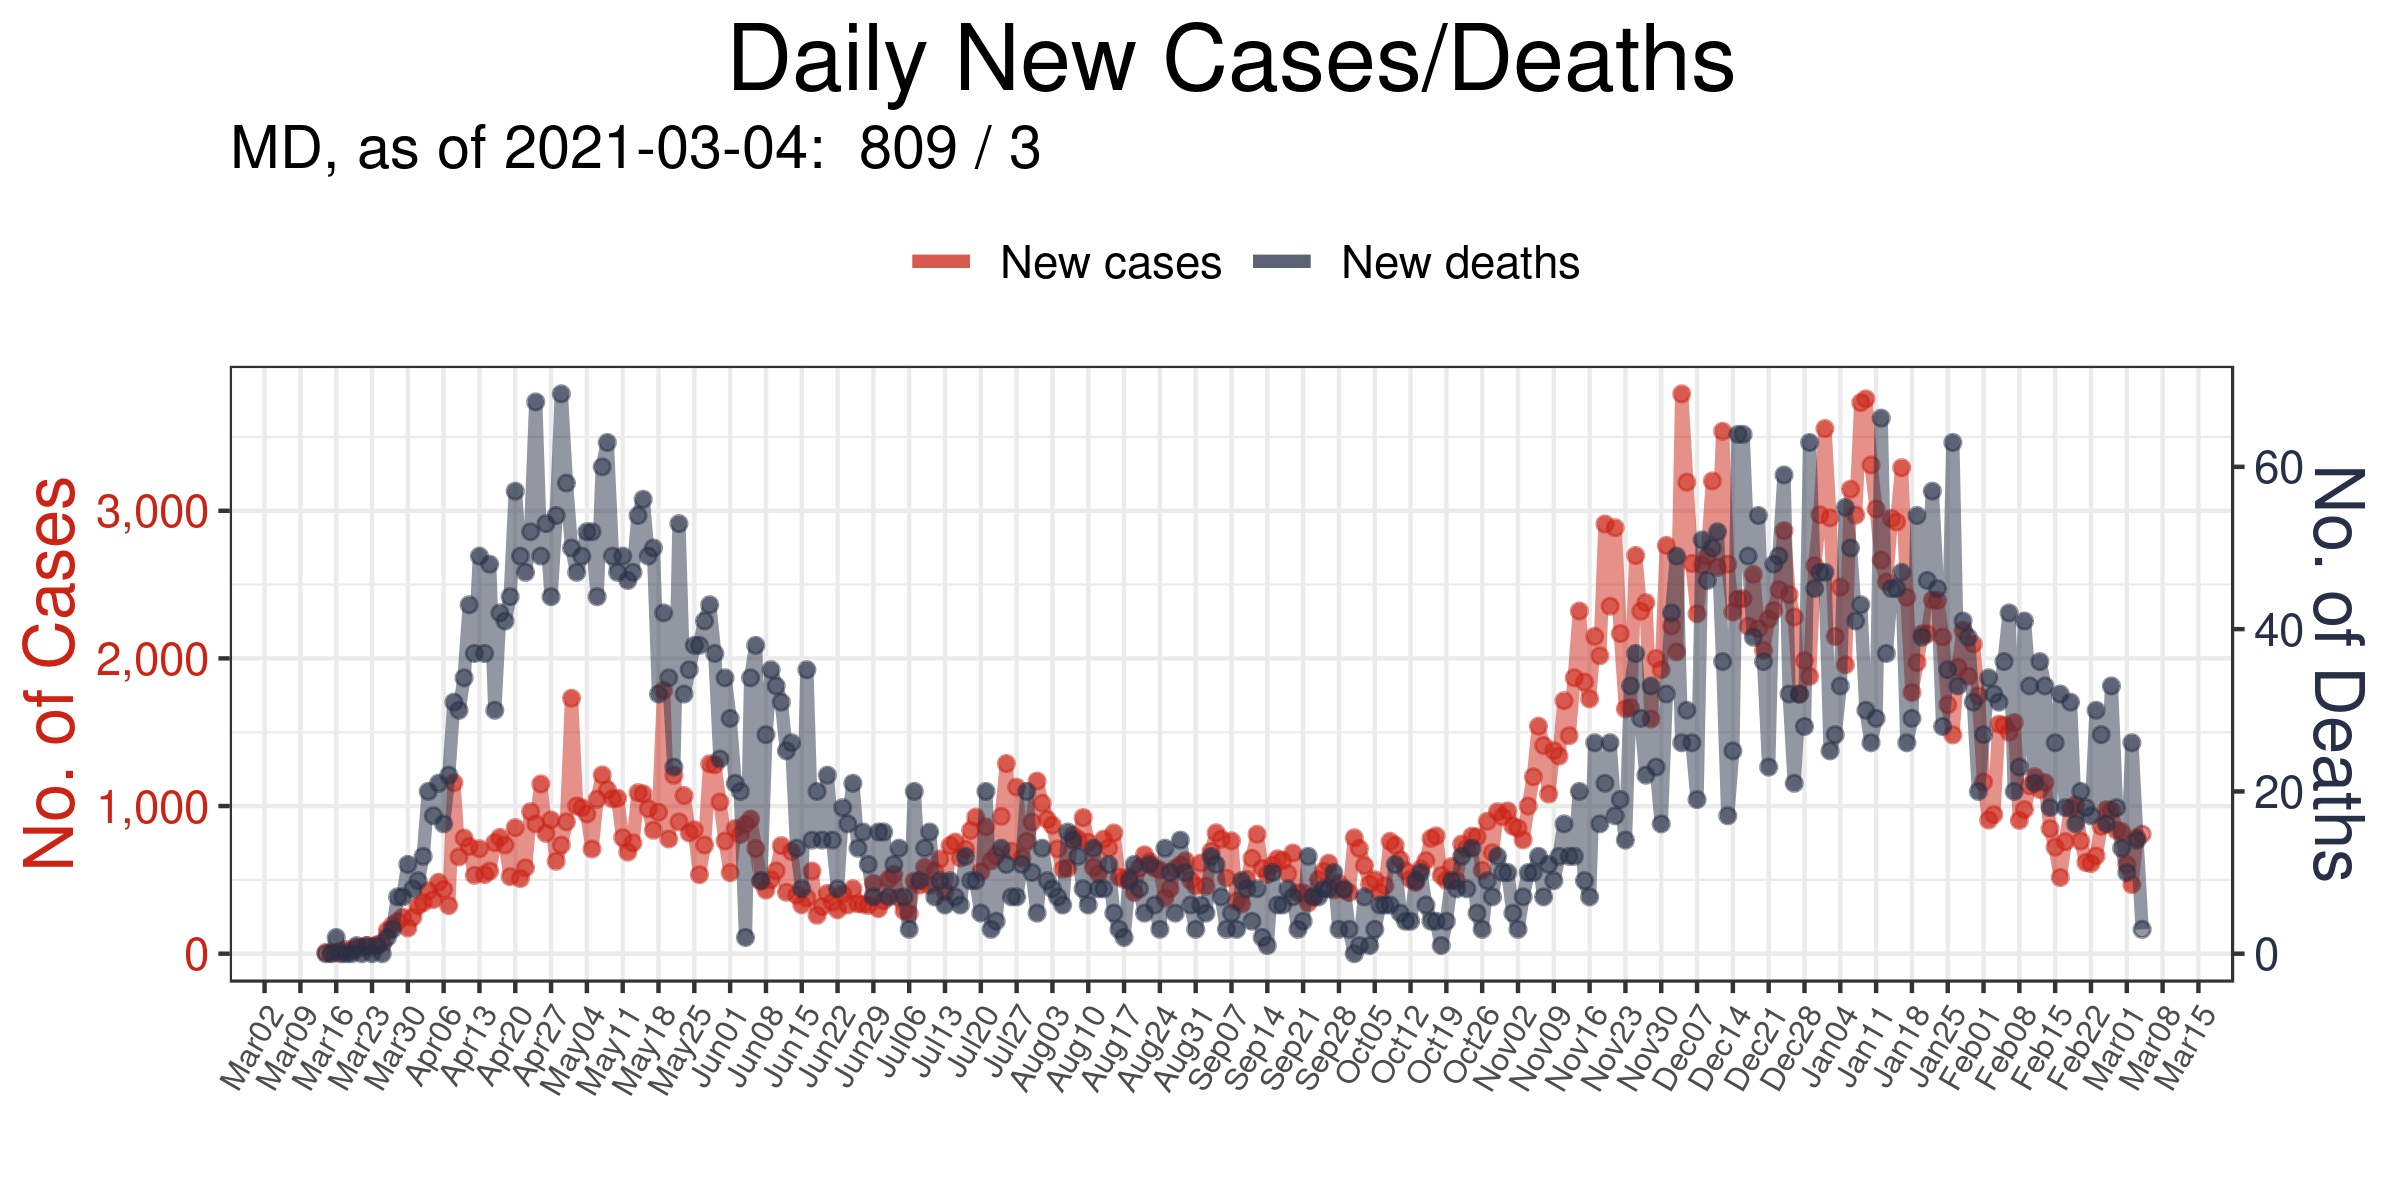 Daily New Cases/Deaths
MD, as of 2021-03-04:  809 / 3
New cases
New deaths
No. of Cases
3,000
2,000
1,000
0
60
40
20
0
No. of Deaths
Mar02
Mar09
Mar16
Mar23
Mar30
Apr06
Apr13
Apr20
Apr27
May04
May11
May18
May25
Jun01
Jun08
Jun15
Jun22
Jun29
Jul06
Jul13
Jul20
Jul27
Aug03
Aug10
Aug17
Aug24
Aug31
Sep07
Sep14
Sep21
Sep28
Oct05
Oct12
Oct19
Oct26
Nov02
Nov09
Nov16
Nov23
Nov30
Dec07
Dec14
Dec21
Dec28
Jan04
Jan11
Jan18
Jan25
Feb01
Feb08
Feb15
Feb22
Mar01
Mar08
Mar15